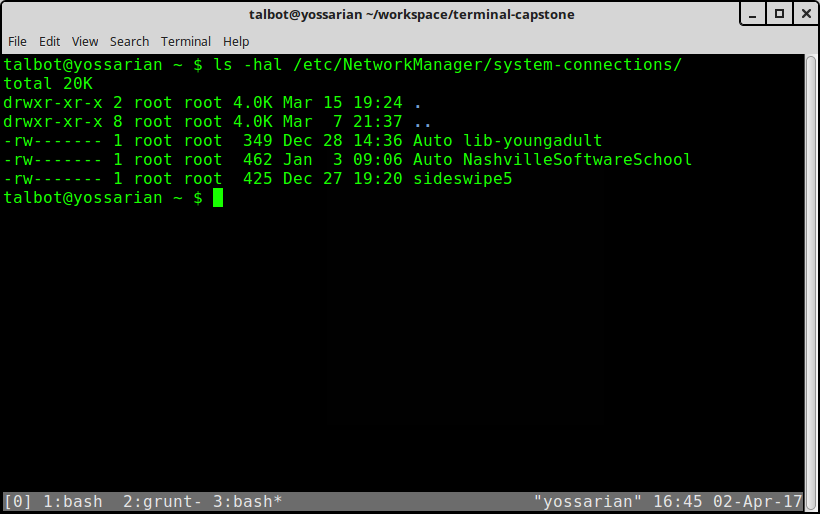 talbot@yossarian ~/workspace/terminal-capstone
File Edit View Search Terminal Help
talbot@yossarian ~ $ ls -hal /etc/NetworkManager/system-connections/
total 20K
drwxr-xr-x 2 root root 4.0K Mar 15 19:24 .
drwxr-xr-x 8 root root 4.0K Mar  7 21:37 ..
-rw------- 1 root root  349 Dec 28 14:36 Auto lib-youngadult
-rw------- 1 root root  462 Jan  3 09:06 Auto NashvilleSoftwareSchool
-rw------- 1 root root  425 Dec 27 19:20 sideswipe5
talbot@yossarian ~ $
[0] 1:bash  2:grunt- 3:bash* "yossarian" 16:45 02-Apr-17